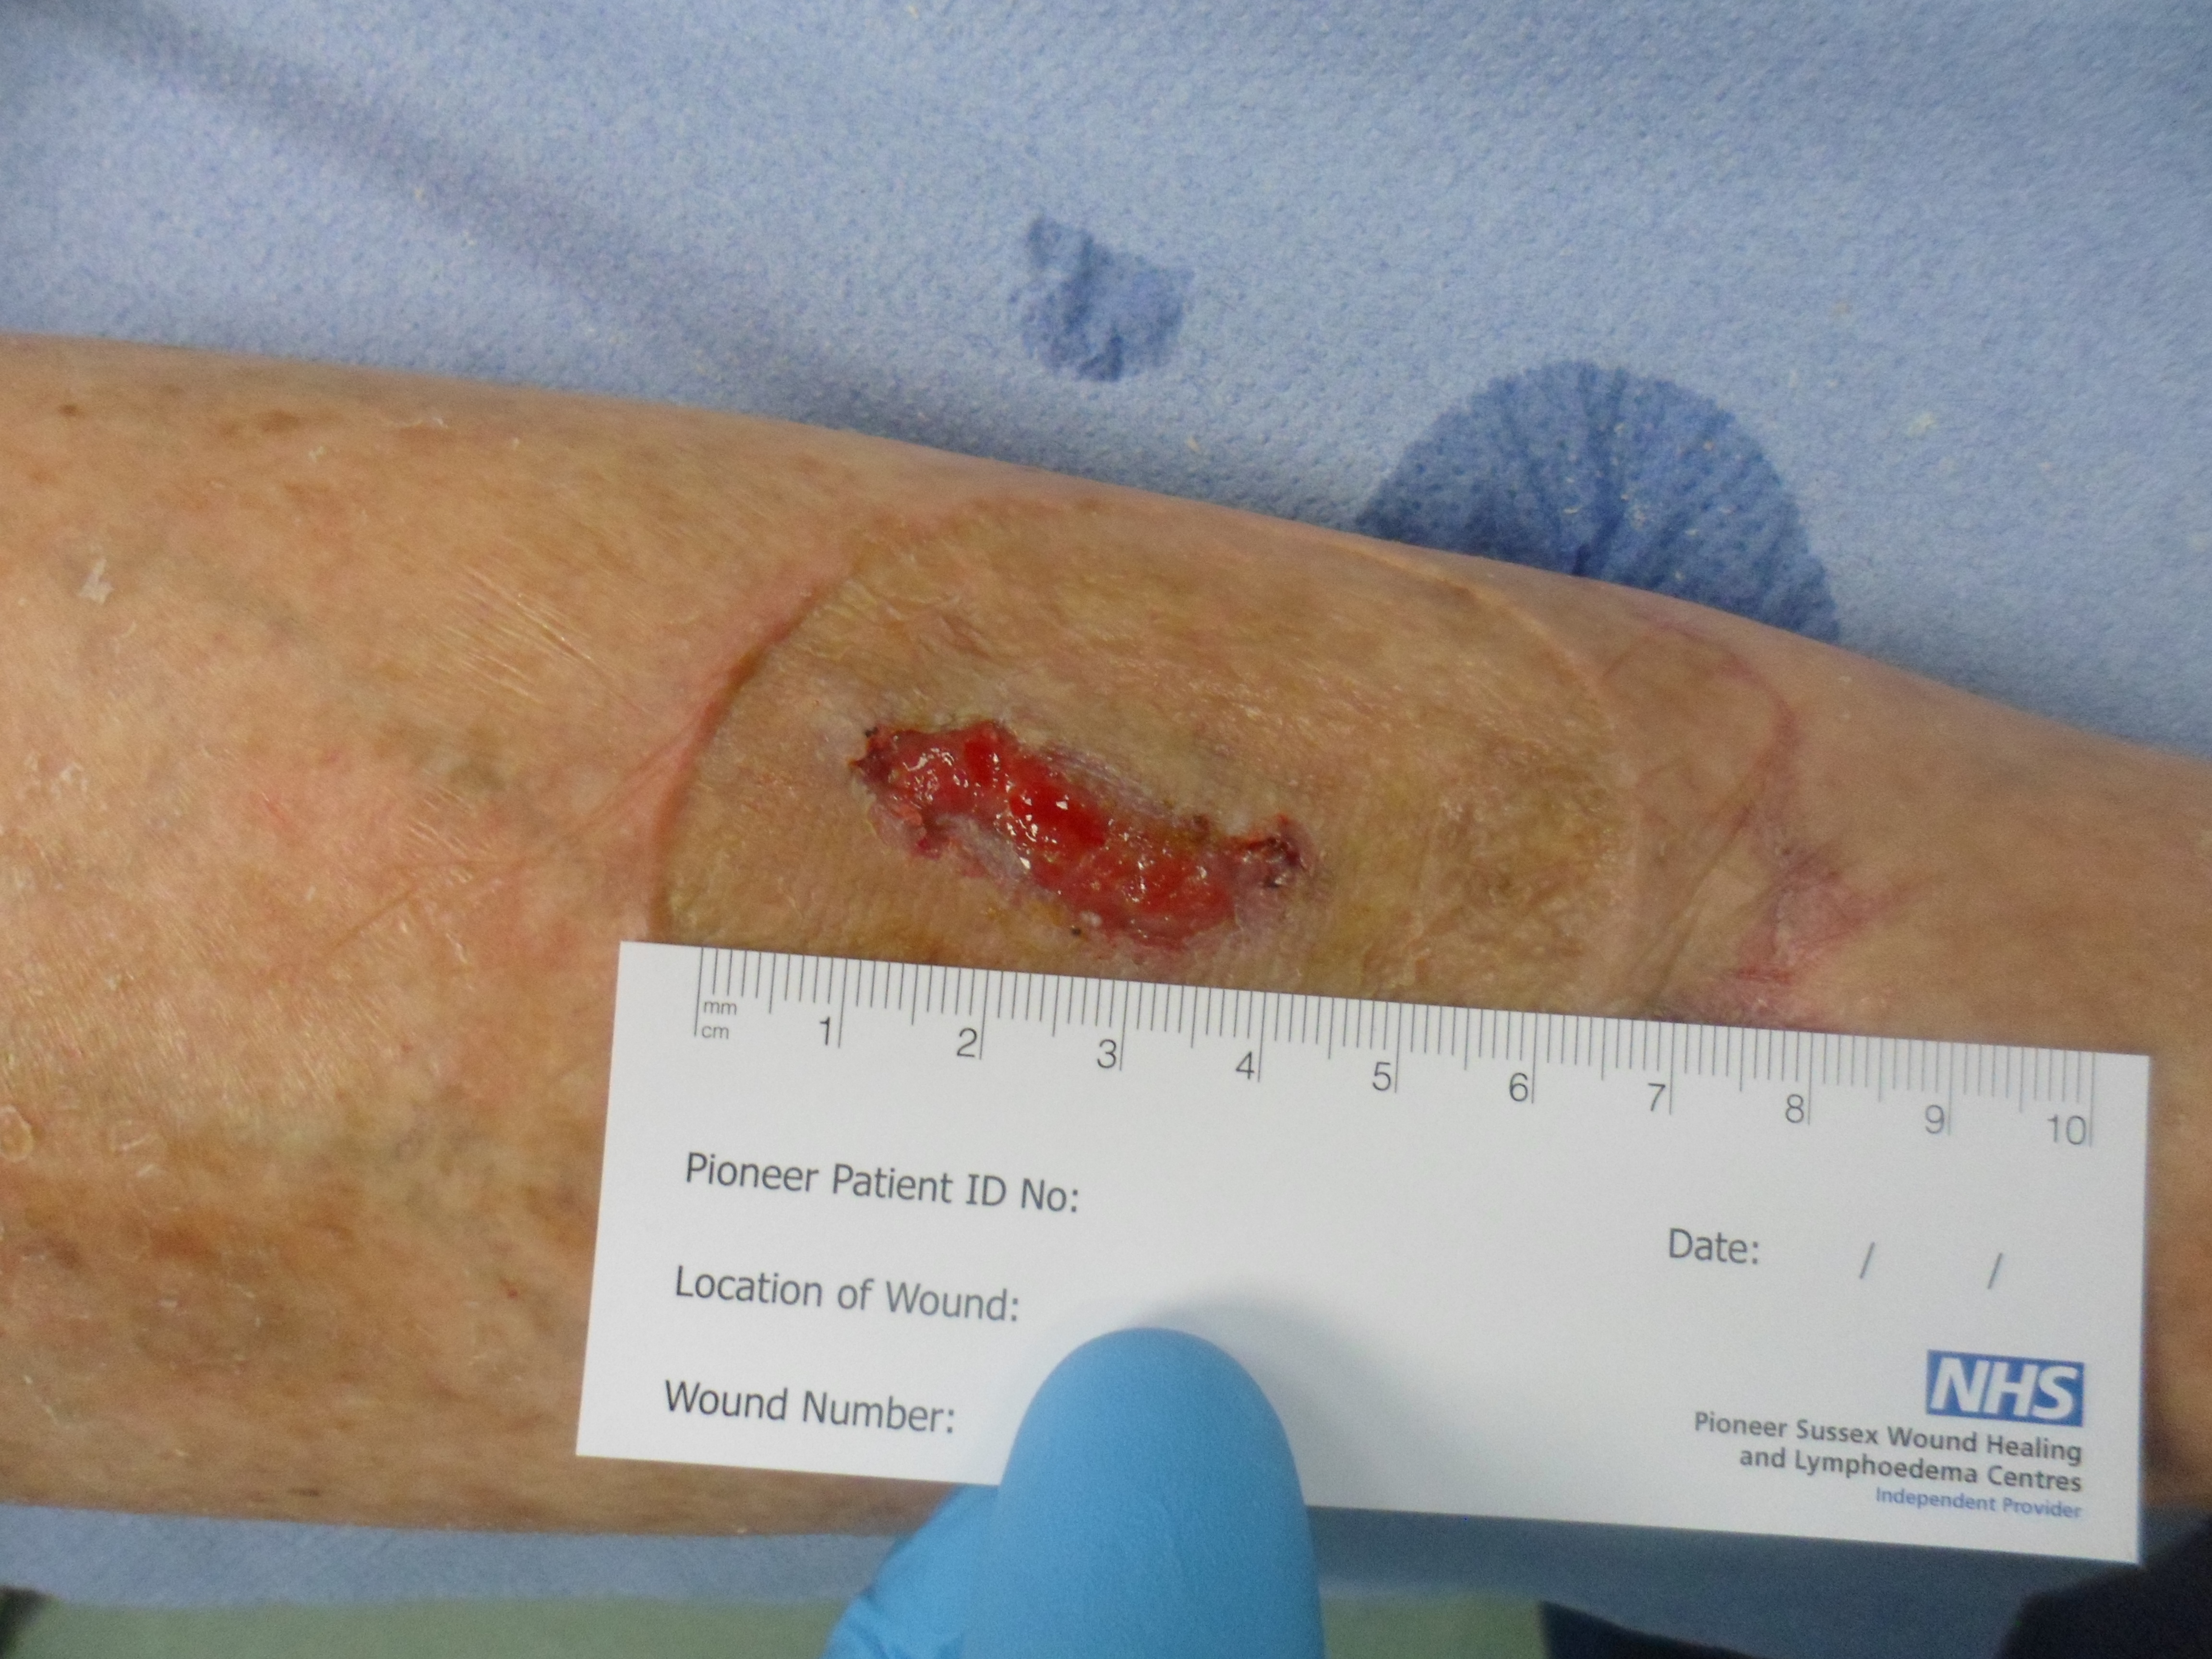 mm
cm
1 2 3 4 5 6 7 8 9 10
Pioneer Patient ID No:
Date: / /
Location of Wound:
Wound Number:
NHS
Pioneer Sussex Wound Healing
and Lymphoedema Centres
Independent Provider